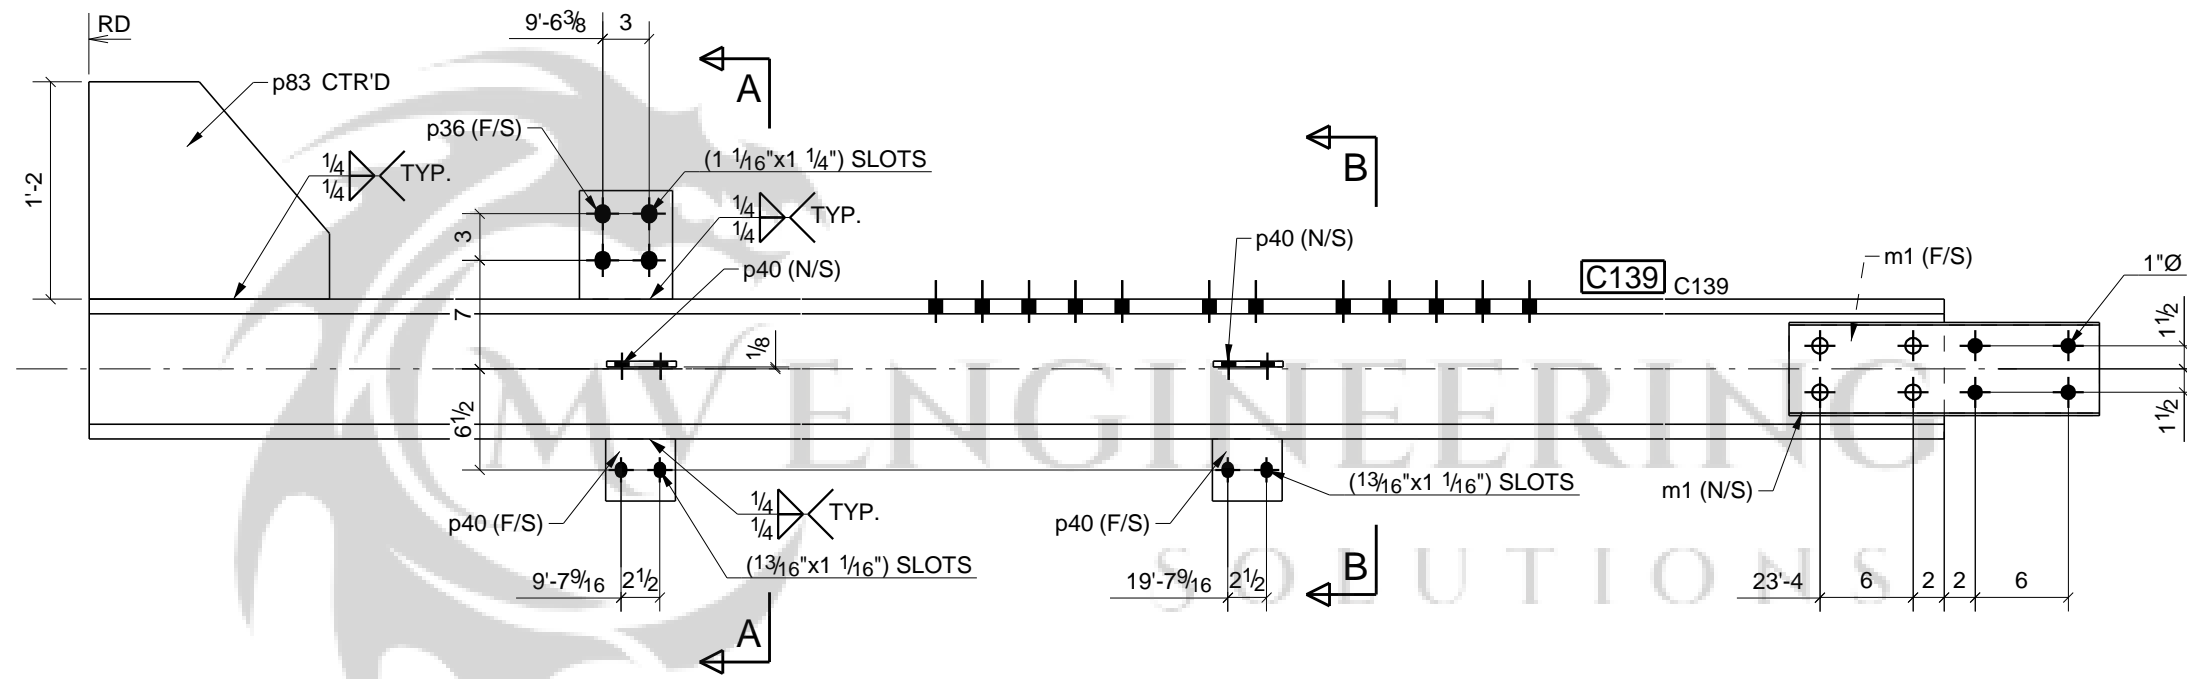 RD
9'-6 3/8
3
A
p83 CTR'D
p36 (F/S)
B
(1 1/16"x1 1/4") SLOTS
1/4
1/4
TYP.
1'-2
1/4
1/4
TYP.
3
p40 (N/S)
p40 (N/S)
m1 (F/S)
1"Ø
C139
C139
7
1/8
1 1/2
MV ENGINEERING
6 1/2
1 1/2
(13/16"x1 1/16") SLOTS
m1 (N/S)
1/4
1/4
TYP.
p40 (F/S)
p40 (F/S)
(13/16"x1 1/16") SLOTS
B
SOLUTIONS
9'-7 9/16
2 1/2
19'-7 9/16
2 1/2
23'-4
6
2
2
6
A